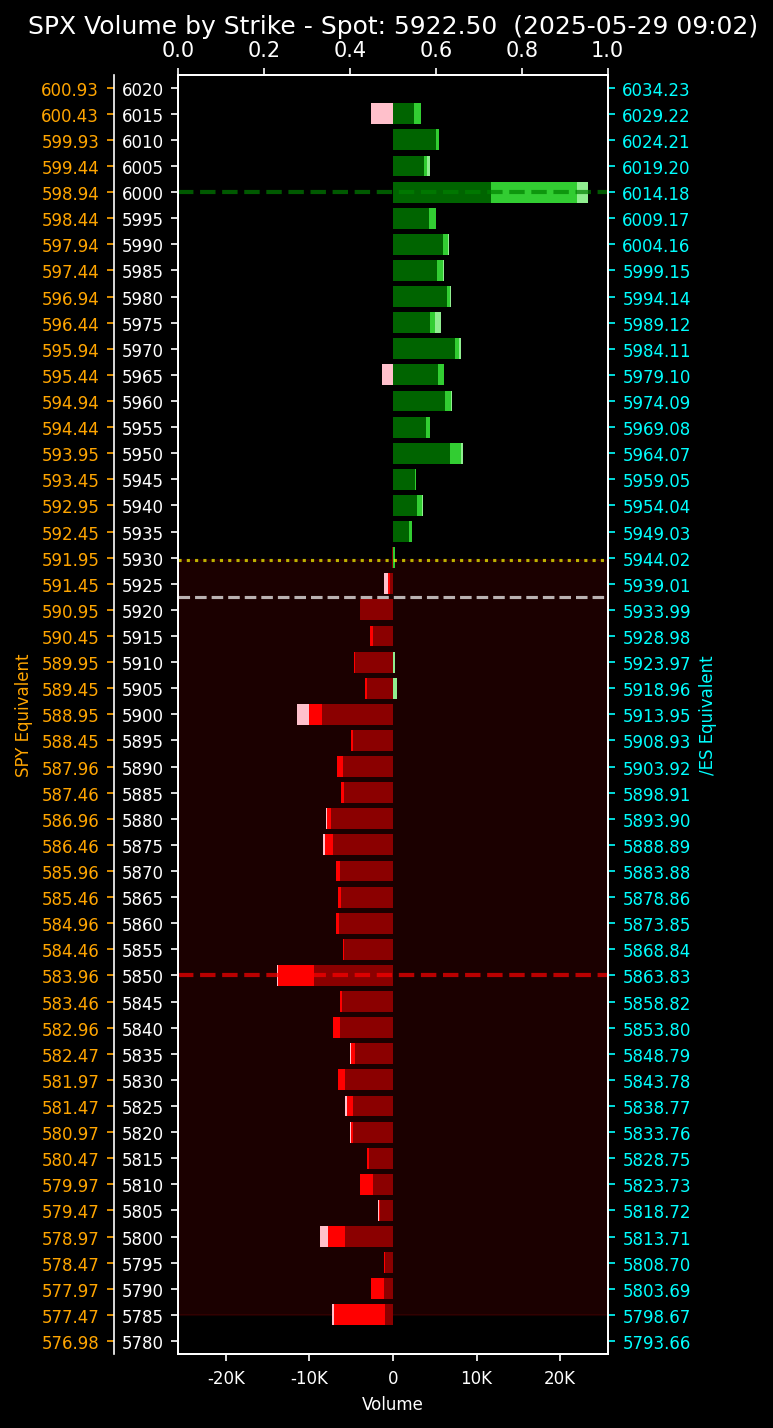 SPX Volume by Strike - Spot: 5922.50 (2025-05-29 09:02)
0.0 0.2 0.4 0.6 0.8 1.0
600.93 6020 6034.23
600.43 6015 6029.22
599.93 6010 6024.21
599.44 6005 6019.20
598.94 6000 6014.18
598.44 5995 6009.17
597.94 5990 6004.16
597.44 5985 5999.15
596.94 5980 5994.14
596.44 5975 5989.12
595.94 5970 5984.11
595.44 5965 5979.10
594.94 5960 5974.09
594.44 5955 5969.08
593.95 5950 5964.07
593.45 5945 5959.05
592.95 5940 5954.04
592.45 5935 5949.03
591.95 5930 5944.02
591.45 5925 5939.01
590.95 5920 5933.99
590.45 5915 5928.98
589.95 5910 5923.97
589.45 5905 5918.96
588.95 5900 5913.95
588.45 5895 5908.93
587.96 5890 5903.92
587.46 5885 5898.91
586.96 5880 5893.90
586.46 5875 5888.89
585.96 5870 5883.88
585.46 5865 5878.86
584.96 5860 5873.85
584.46 5855 5868.84
583.96 5850 5863.83
583.46 5845 5858.82
582.96 5840 5853.80
582.47 5835 5848.79
581.97 5830 5843.78
581.47 5825 5838.77
580.97 5820 5833.76
580.47 5815 5828.75
579.97 5810 5823.73
579.47 5805 5818.72
578.97 5800 5813.71
578.47 5795 5808.70
577.97 5790 5803.69
577.47 5785 5798.67
576.98 5780 5793.66
SPY Equivalent
/ES Equivalent
-20K -10K 0 10K 20K
Volume